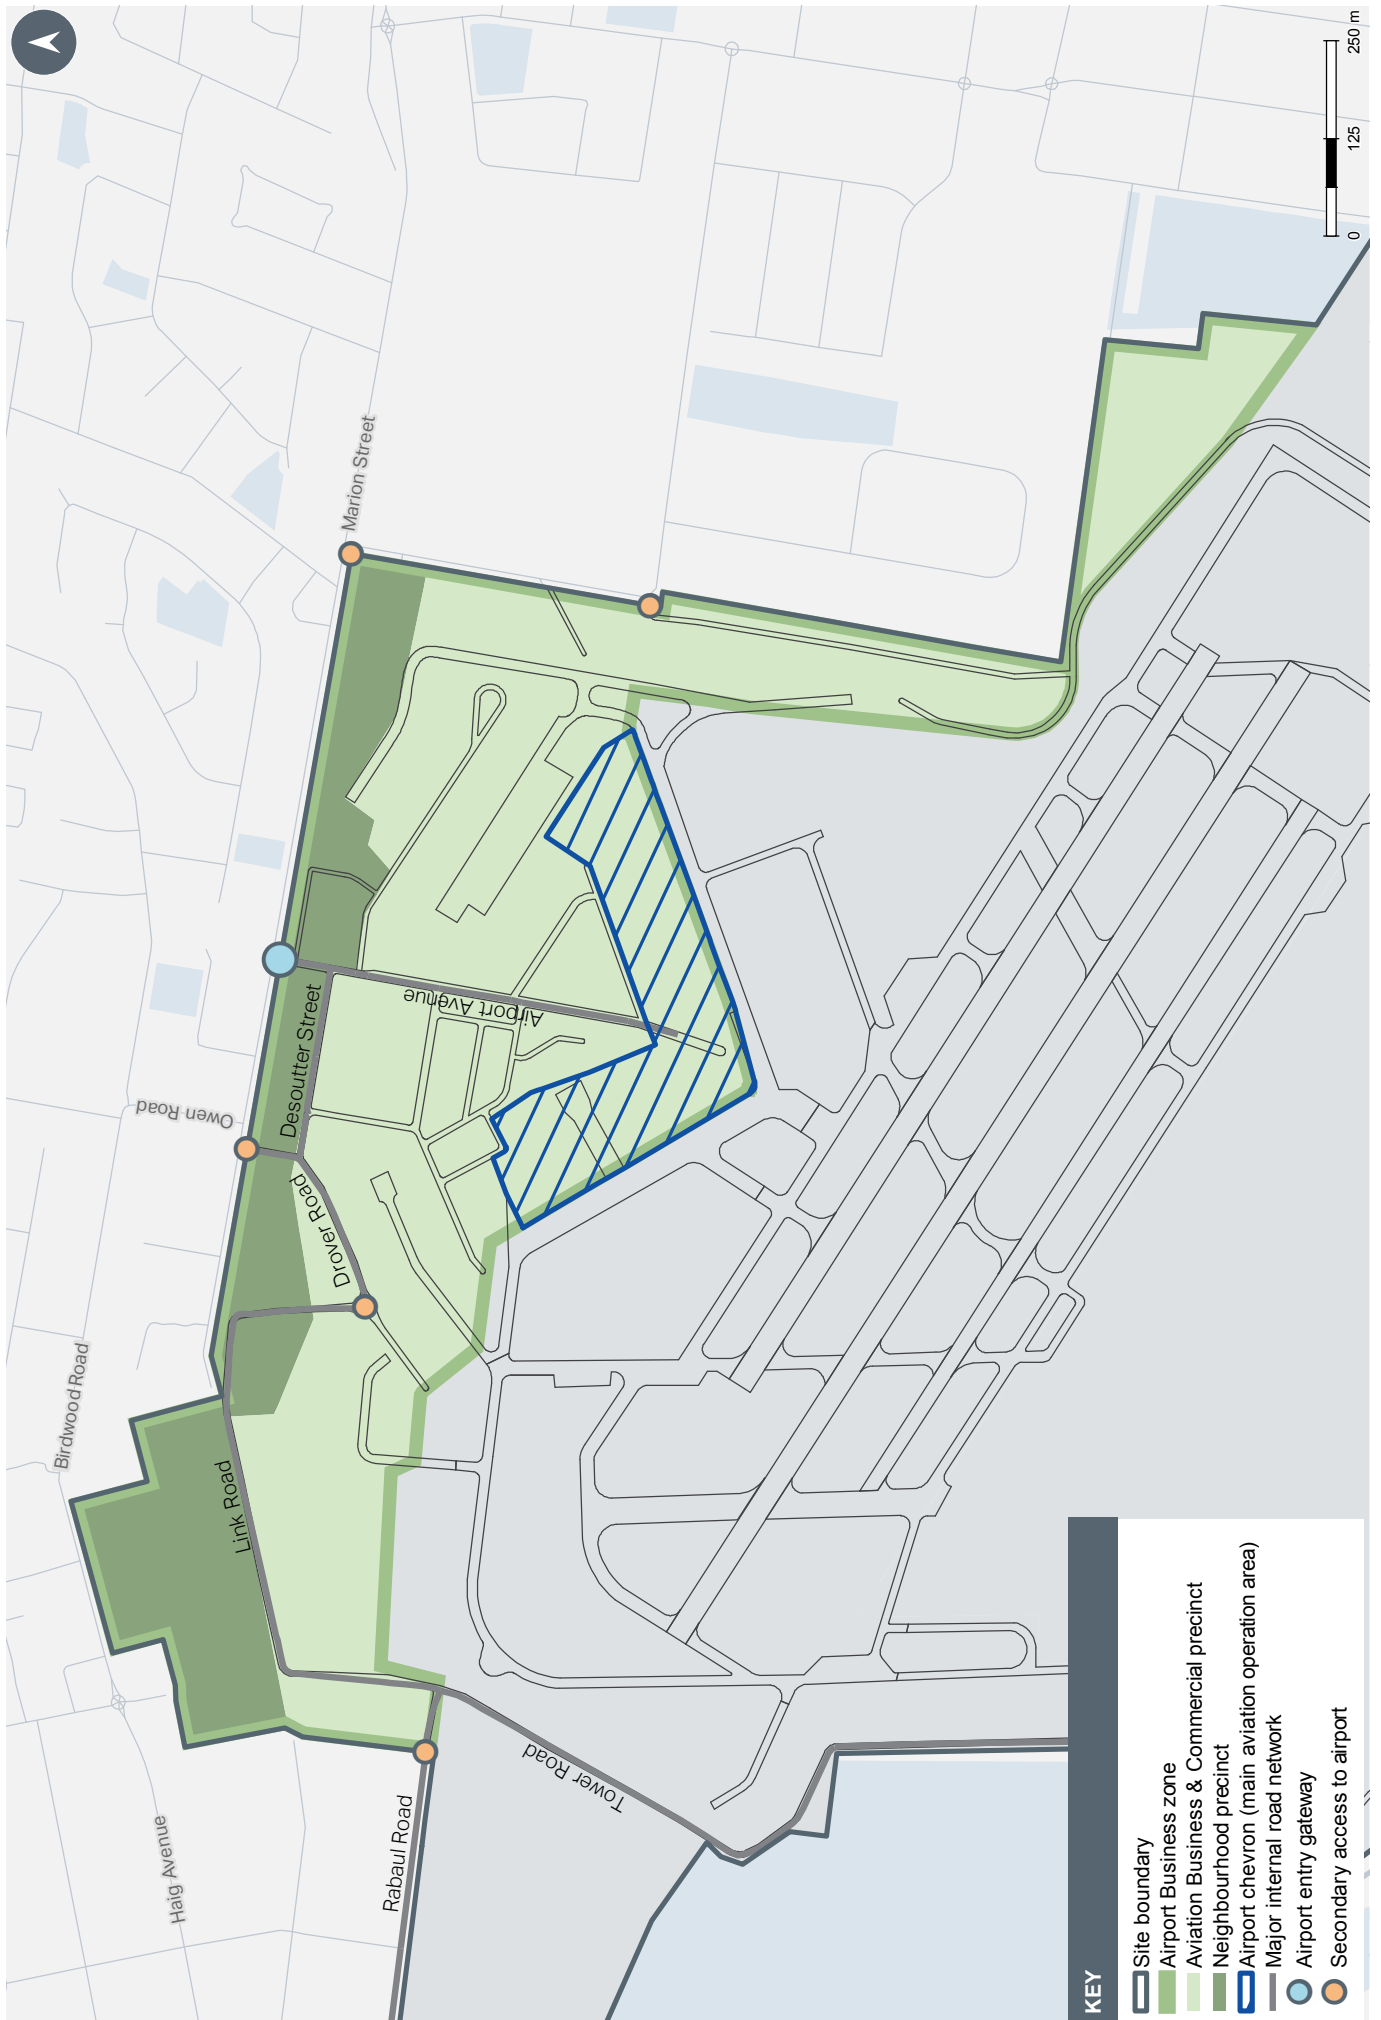 Haig Avenue
Birdwood Road
Owen Road
Marion Street
Rabaul Road
Link Road
Drover Road
Desoutter Street
Airport Avenue
Tower Road
KEY
Site boundary
Airport Business zone
Aviation Business & Commercial precinct
Neighbourhood precinct
Airport chevron (main aviation operation area)
Major internal road network
Airport entry gateway
Secondary access to airport
0 125 250 m